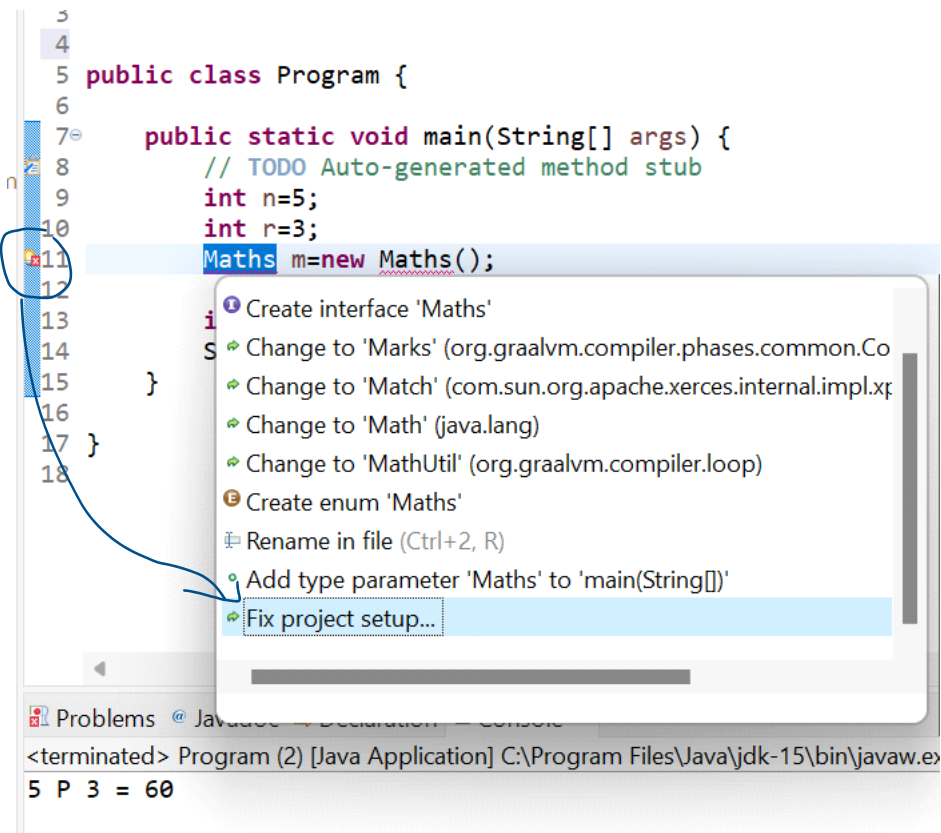 3
4
5 public class Program {
6
7 public static void main(String[] args) {
8 // TODO Auto-generated method stub
9 int n=5;
10 int r=3;
11 Maths m=new Maths();
12
13 i
14 S
15 }
16
17 }
18
Create interface 'Maths'
Change to 'Marks' (org.graalvm.compiler.phases.common.Co
Change to 'Match' (com.sun.org.apache.xerces.internal.impl.xp
Change to 'Math' (java.lang)
Change to 'MathUtil' (org.graalvm.compiler.loop)
Create enum 'Maths'
Rename in file (Ctrl+2, R)
Add type parameter 'Maths' to 'main(String[])'
Fix project setup...
Problems @ Javadoc Declaration Console
<terminated> Program (2) [Java Application] C:\Program Files\Java\jdk-15\bin\javaw.ex
5 P 3 = 60